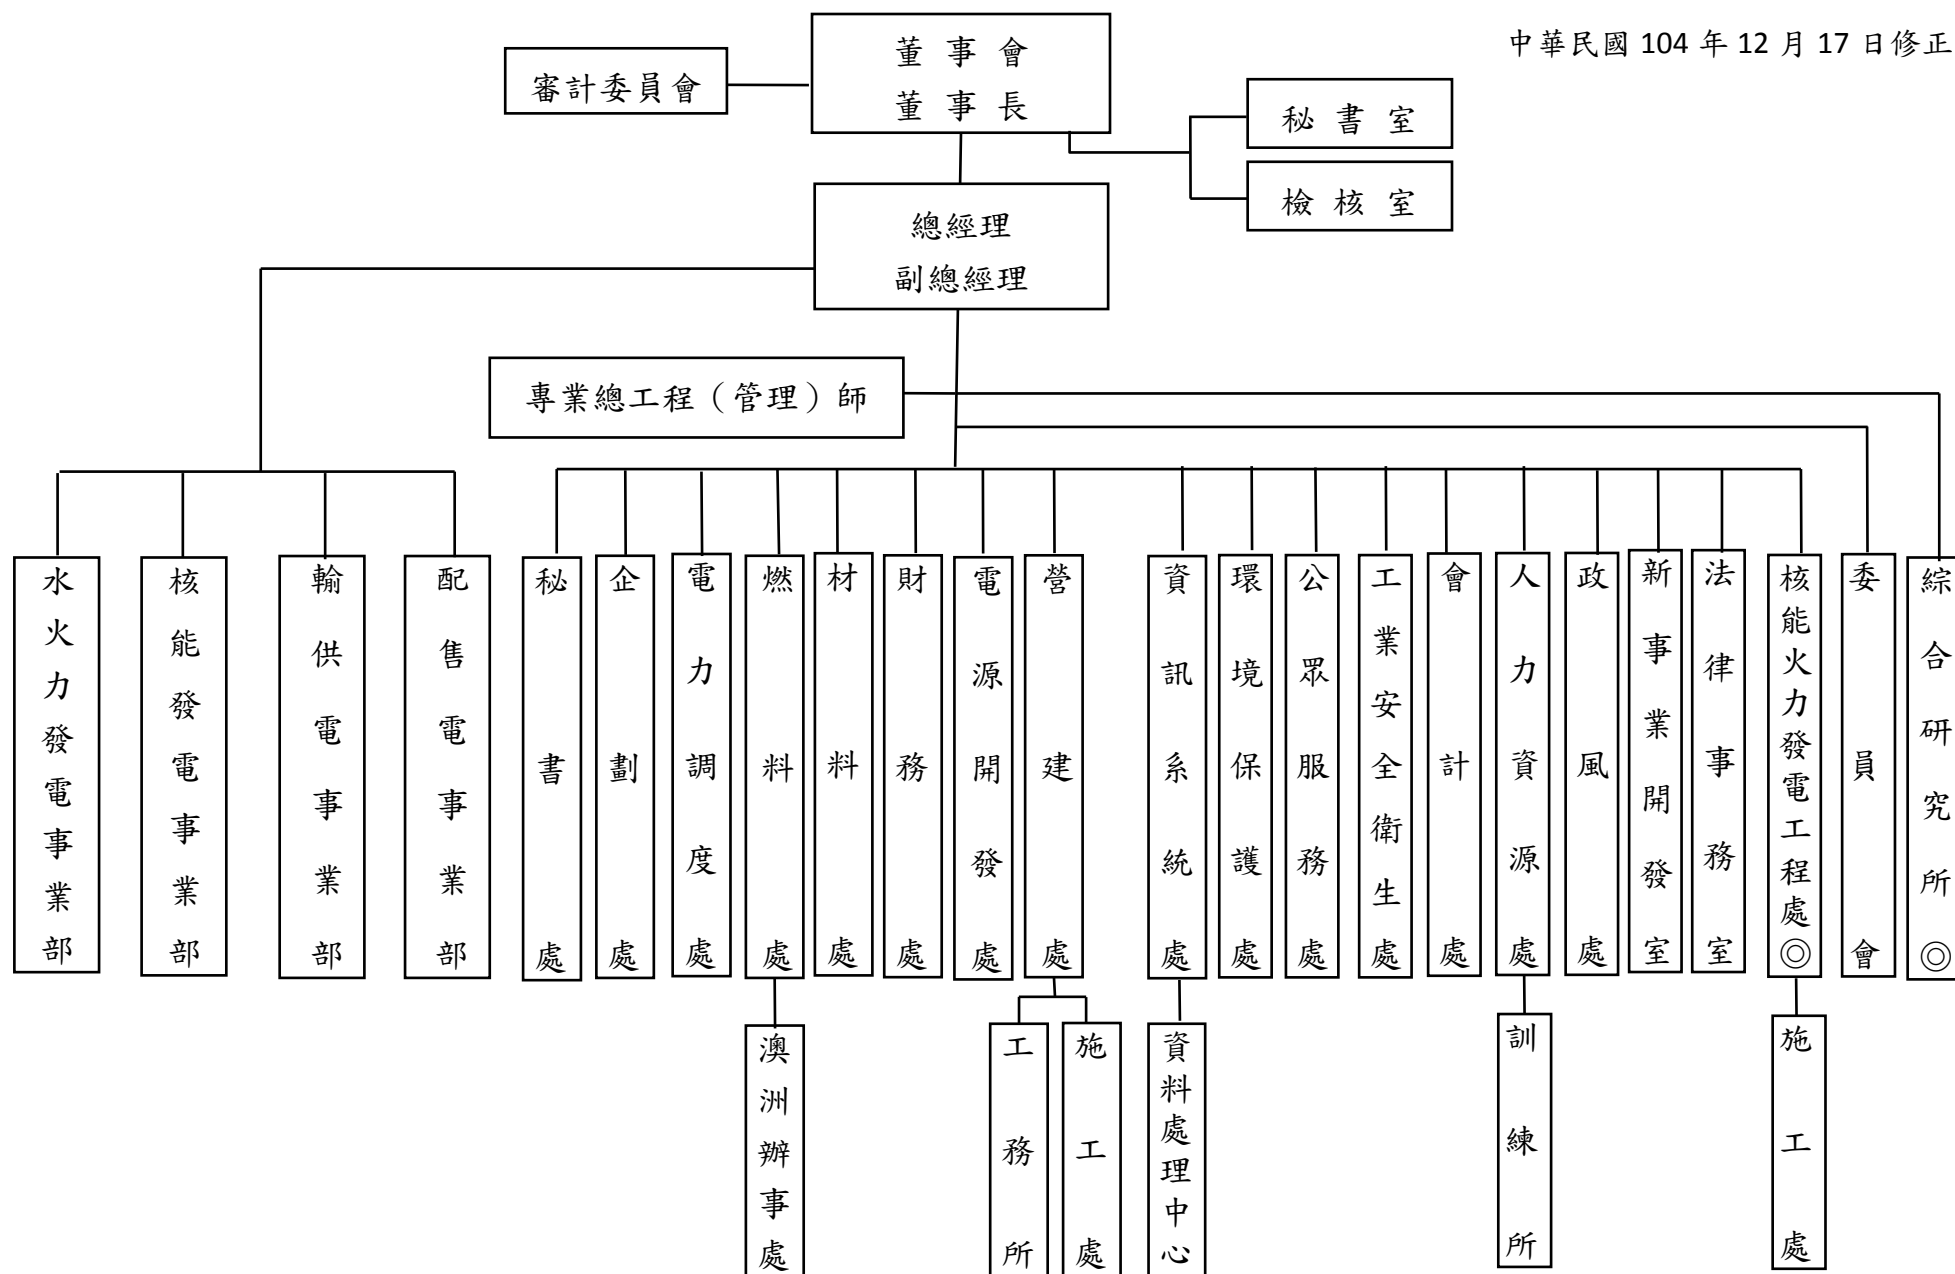 中華民國 104 年 12 月 17 日修正
董事會
董事長
審計委員會
秘書室
檢核室
總經理
副總經理
專業總工程（管理）師
水火力發電事業部
核能發電事業部
輸供電事業部
配售電事業部
秘書處
企劃處
電力調度處
燃料處
材料處
財務處
電源開發處
營建處
資訊系統處
環境保護處
公眾服務處
工業安全衛生處
會計處
人力資源處
政風處
新事業開發室
法律事務室
核能火力發電工程處◎
委員會
綜合研究所◎
澳洲辦事處
工務所
施工處
資料處理中心
訓練所
施工處